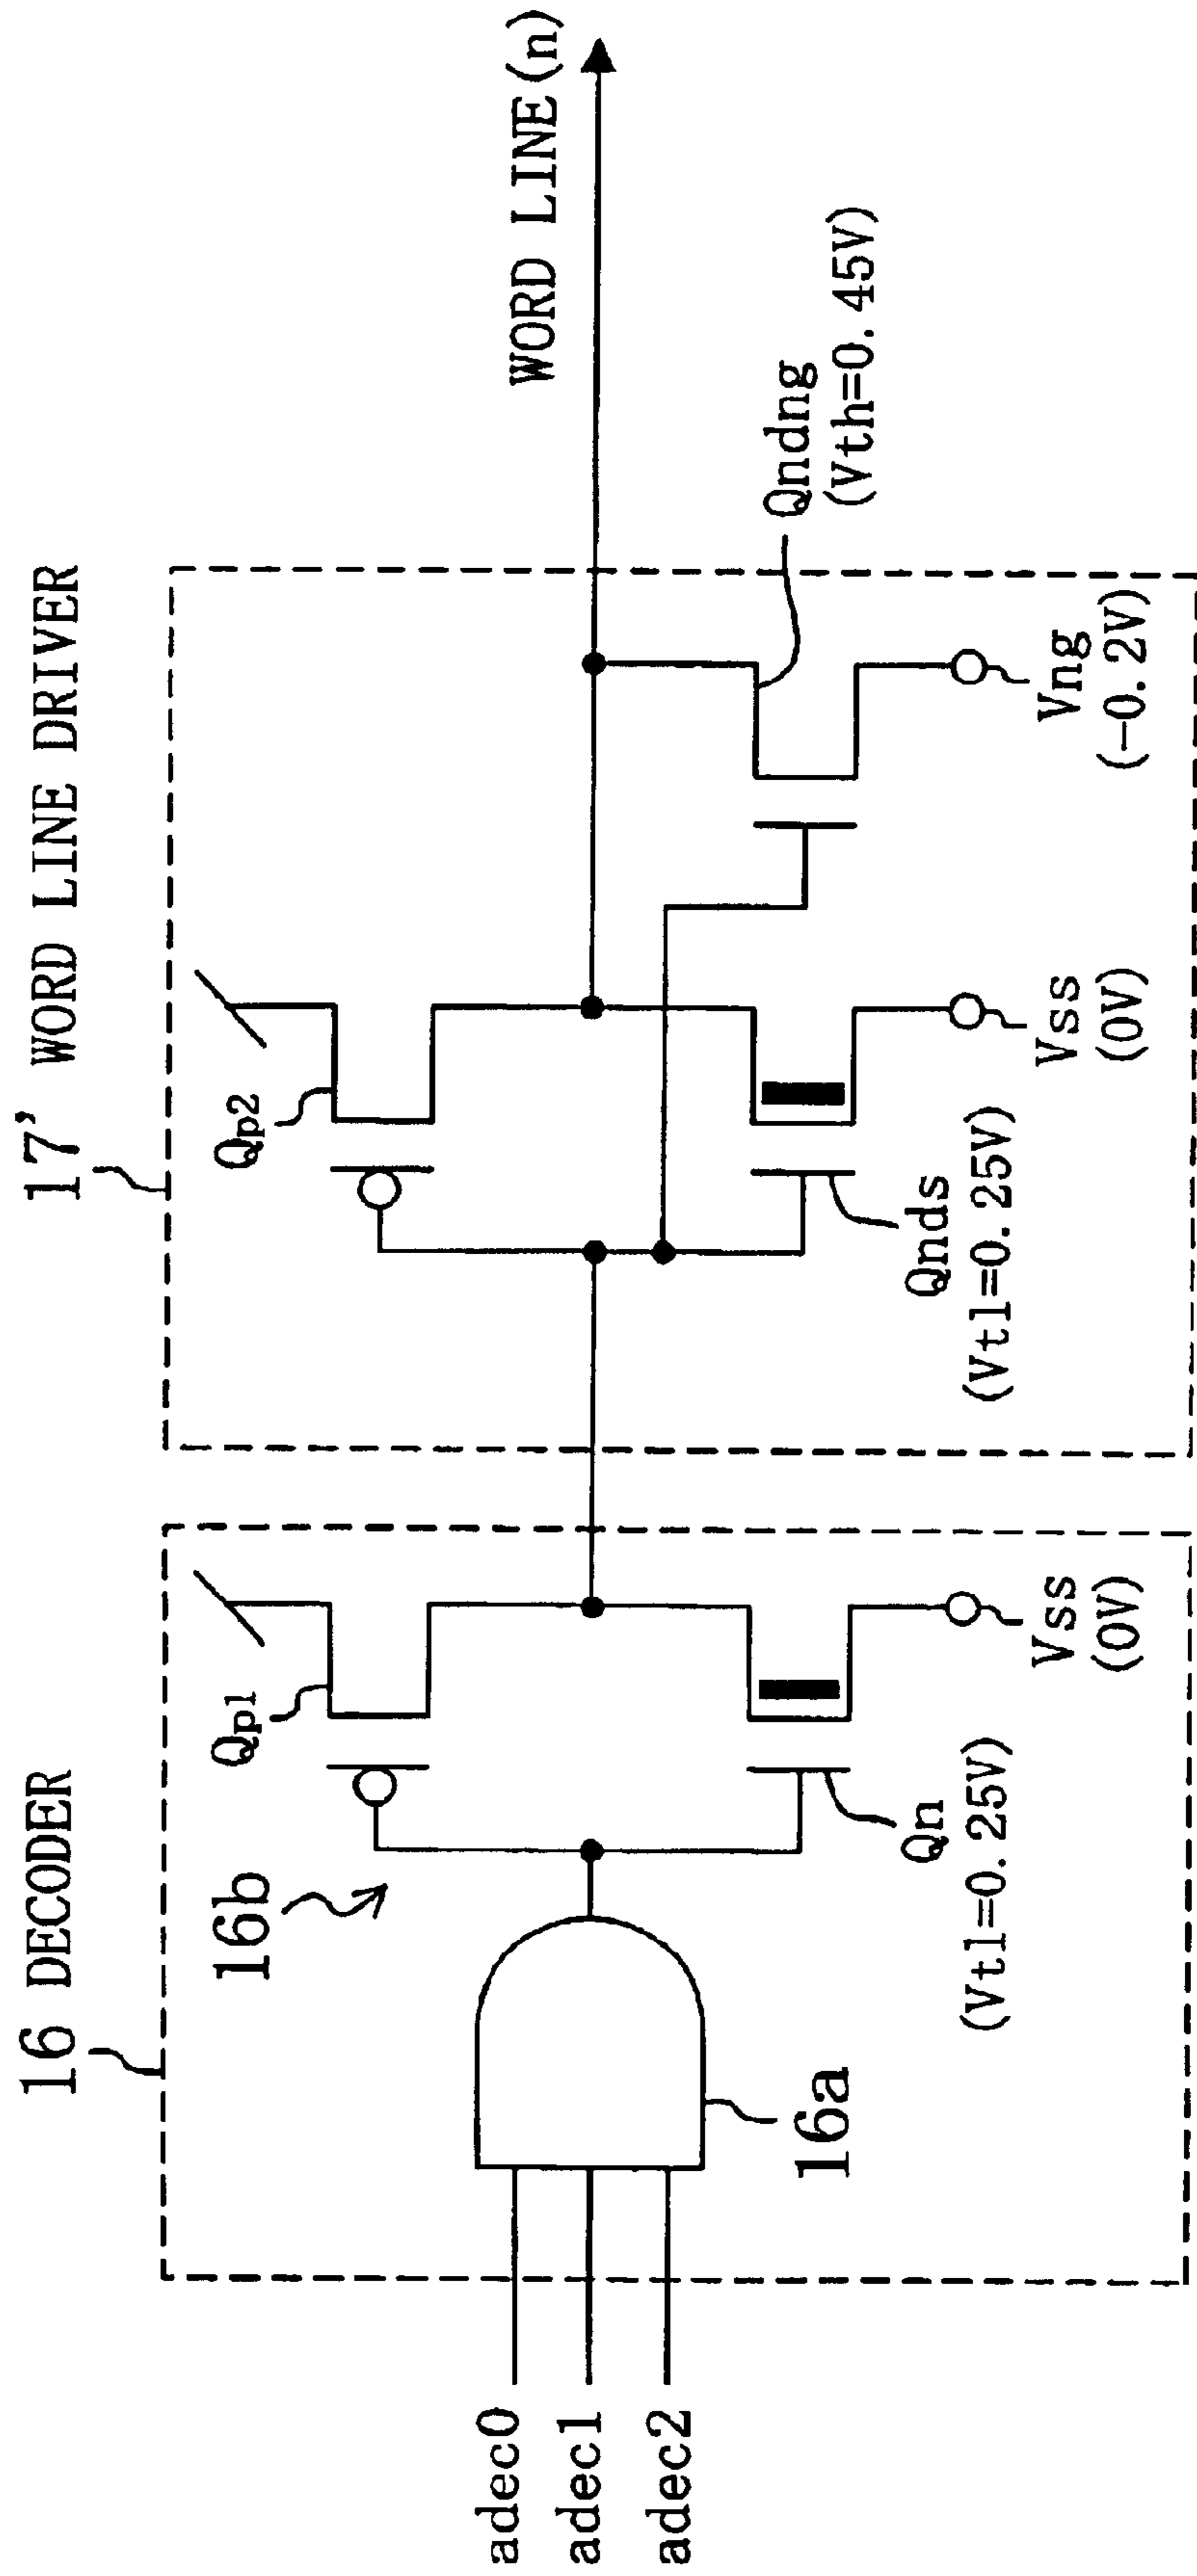 16 DECODER
17' WORD LINE DRIVER
adec0
adec1
adec2
16a
16b
Qp1
Qn
(Vtl=0.25V)
Vss
(0V)
Qp2
Qnds
(Vtl=0.25V)
Vss
(0V)
Qndng
(Vth=0.45V)
Vng
(-0.2V)
WORD LINE(n)